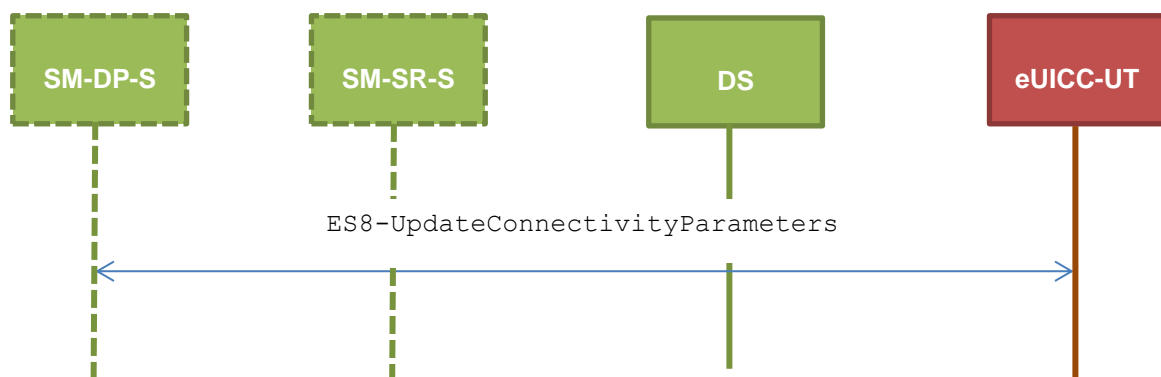 SM-DP-S
SM-SR-S
DS
eUICC-UT
ES8-UpdateConnectivityParameters